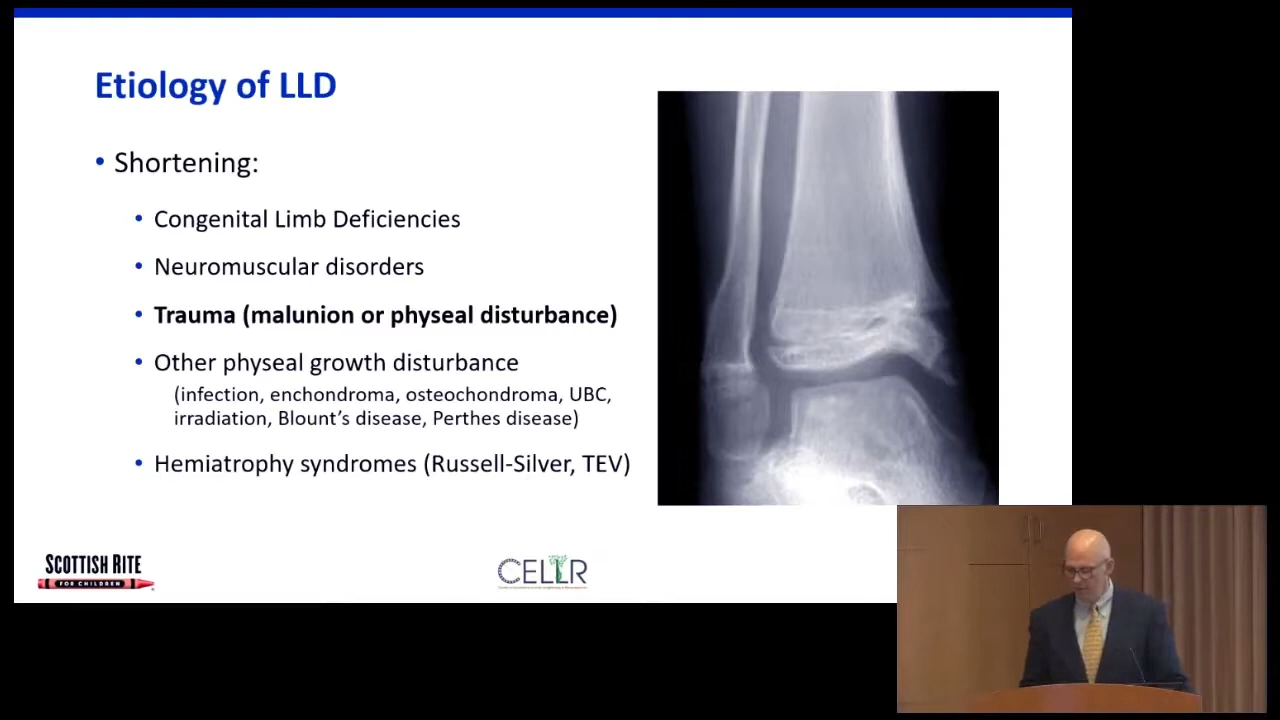 Etiology of LLD
• Shortening:
• Congenital Limb Deficiencies
• Neuromuscular disorders
• Trauma (malunion or physeal disturbance)
• Other physeal growth disturbance
(infection, enchondroma, osteochondroma, UBC,
irradiation, Blount's disease, Perthes disease)
• Hemiatrophy syndromes (Russell-Silver, TEV)
SCOTTISH RITE
FOR CHILDREN
CELLR